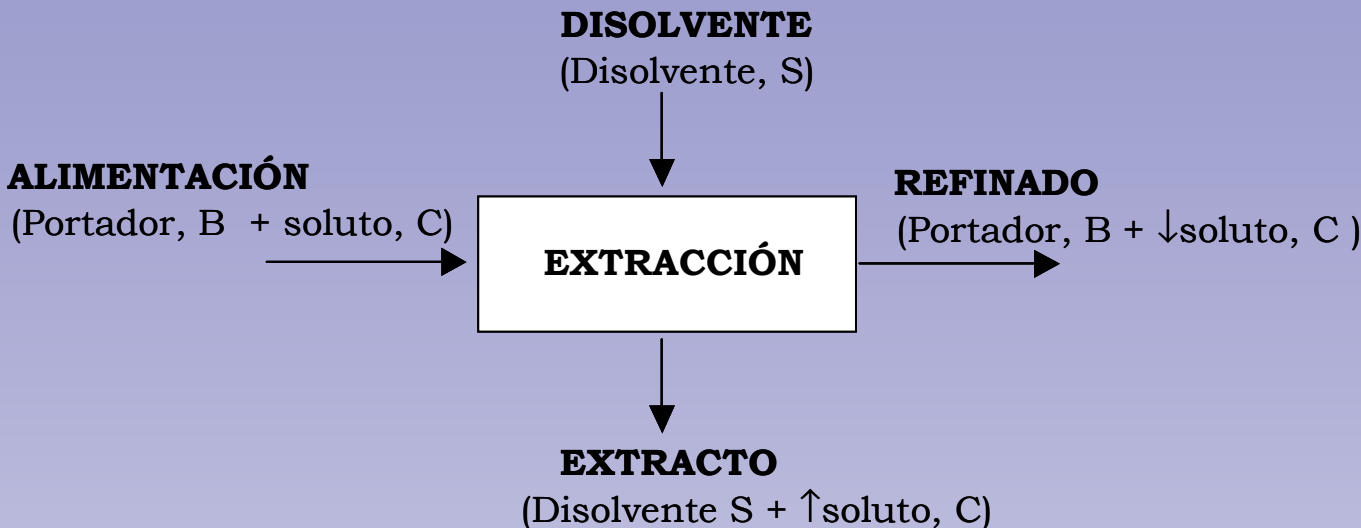 DISOLVENTE
(Disolvente, S)
ALIMENTACIÓN
(Portador, B + soluto, C)
REFINADO
(Portador, B + ↓soluto, C )
EXTRACCIÓN
EXTRACTO
(Disolvente S + ↑soluto, C)